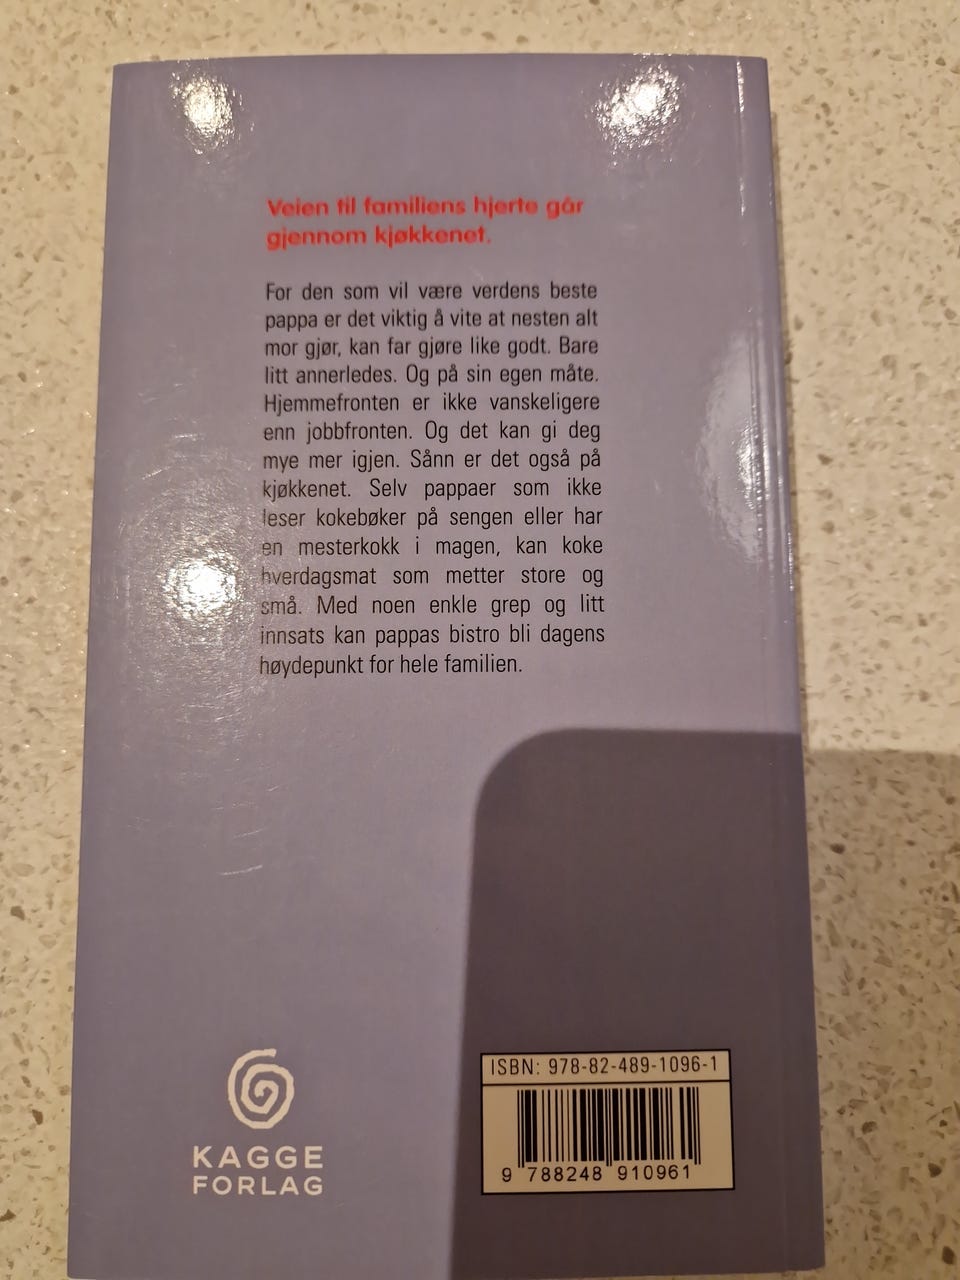 Veien til familiens hjerte går
gjennom kjøkkenet.
For den som vil være verdens beste
pappa er det viktig å vite at nesten alt
mor gjør, kan far gjøre like godt. Bare
litt annerledes. Og på sin egen måte.
Hjemmefronten er ikke vanskeligere
enn jobbfronten. Og det kan gi deg
mye mer igjen. Sånn er det også på
kjøkkenet. Selv pappaer som ikke
leser kokebøker på sengen eller har
en mesterkokk i magen, kan koke
hverdagsmat som metter store og
små. Med noen enkle grep og litt
innsats kan pappas bistro bli dagens
høydepunkt for hele familien.
KAGGE
FORLAG
ISBN: 978-82-489-1096-1
9 788248 910961